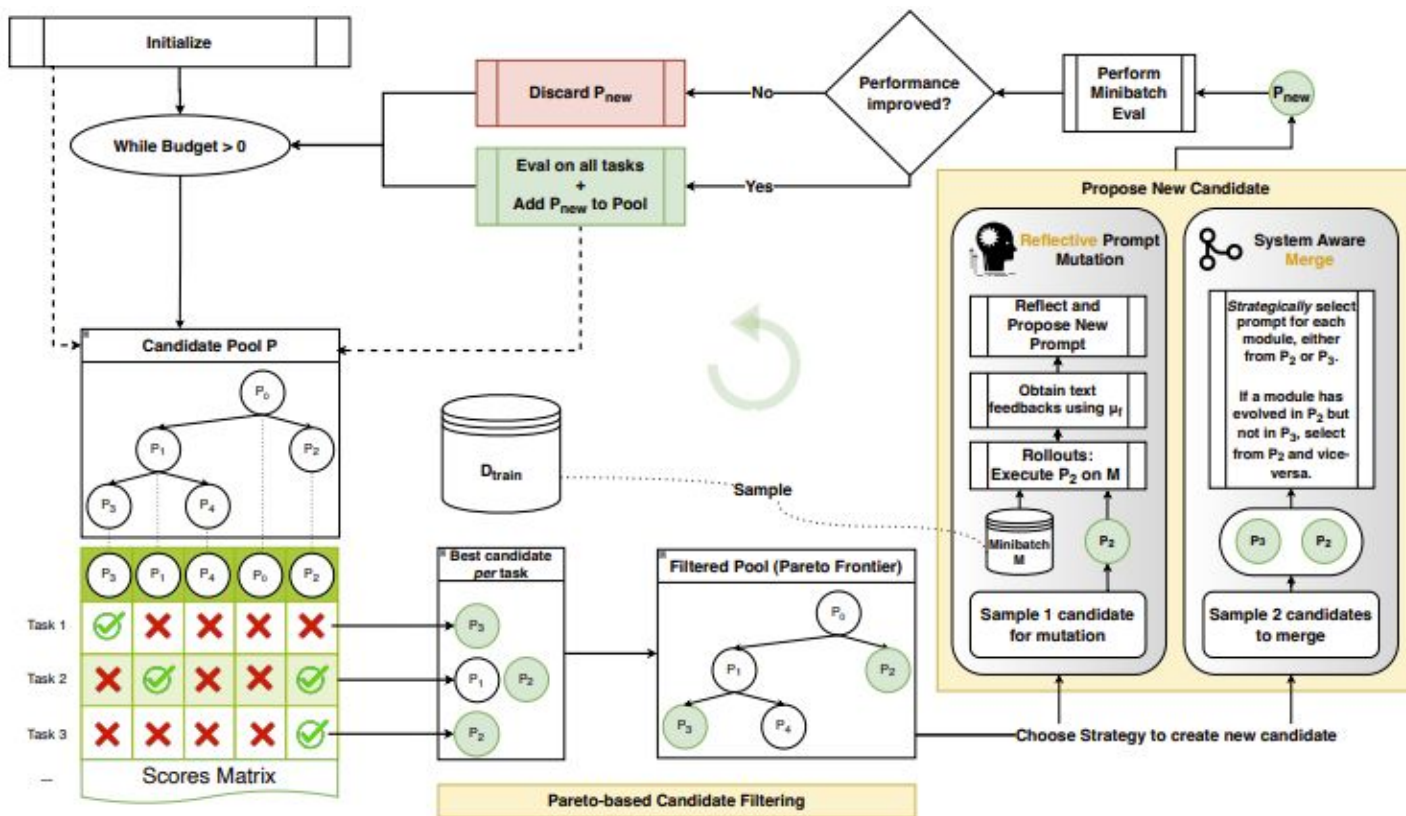 Initialize
While Budget > 0
Discard Pnew
Eval on all tasks
+
Add Pnew to Pool
No
Yes
Performance
improved?
Perform
Minibatch
Eval
Pnew
Propose New Candidate
Reflective Prompt
Mutation
Reflect and
Propose New
Prompt
Obtain text
feedbacks using μf
Rollouts:
Execute P2 on M
Minibatch
M
P2
Sample 1 candidate
for mutation
System Aware
Merge
Strategically select
prompt for each
module, either
from P2 or P3.
If a module has
evolved in P2 but
not in P3, select
from P2 and vice-
versa.
P3
P2
Sample 2 candidates
to merge
Choose Strategy to create new candidate
Candidate Pool P
P0
P1
P2
P3
P4
Dtrain
Sample
P3
P1
P4
P0
P2
Task 1
Task 2
Task 3
...
Scores Matrix
Best candidate
per task
P3
P1
P2
P2
Filtered Pool (Pareto Frontier)
P0
P1
P2
P3
P4
Pareto-based Candidate Filtering